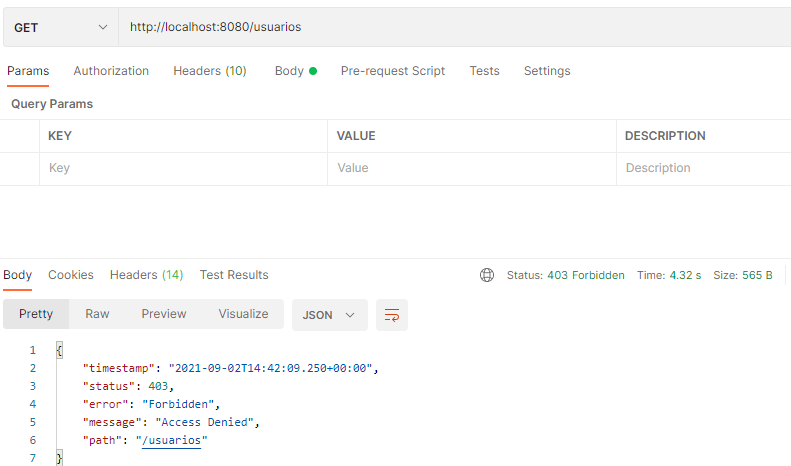 GET http://localhost:8080/usuarios
Params Authorization Headers (10) Body Pre-request Script Tests Settings
Query Params
KEY VALUE DESCRIPTION
Key Value Description
Body Cookies Headers (14) Test Results Status: 403 Forbidden Time: 4.32 s Size: 565 B
Pretty Raw Preview Visualize JSON
1 {
2 "timestamp": "2021-09-02T14:42:09.250+00:00",
3 "status": 403,
4 "error": "Forbidden",
5 "message": "Access Denied",
6 "path": "/usuarios"
7 }